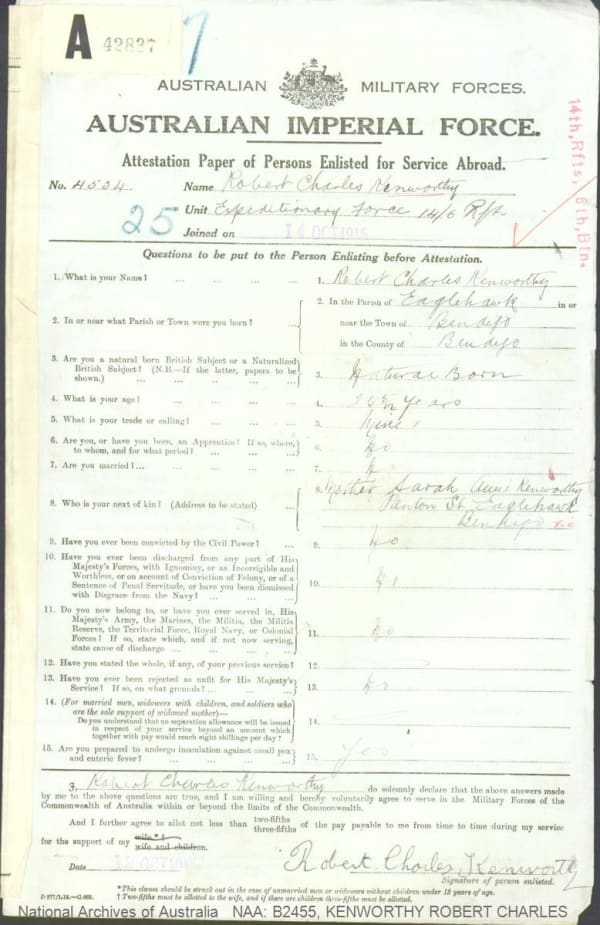 A 42837
AUSTRALIAN MILITARY FORCES.
AUSTRALIAN IMPERIAL FORCE.
Attestation Paper of Persons Enlisted for Service Abroad.
14th, Rfts, 6th, Btn.
No. 4534 Name Robert Charles Kenworthy
Unit Expeditionary Force 14/6 Rfts
25 Joined on 14 OCT 1915
Questions to be put to the Person Enlisting before Attestation.
1. What is your Name? ... 1. Robert Charles Kenworthy
2. In or near what Parish or Town were you born? ... 2. In the Parish of Eaglehawk in or
near the Town of Bendigo
in the County of Bendigo
3. Are you a natural born British Subject or a Naturalized
British Subject? (N.B.—If the latter, papers to be
shown.) ... 3. Natural Born
4. What is your age? ... 4. years
5. What is your trade or calling? ... 5.
6. Are you, or have you been, an Apprentice? If so, where,
to whom, and for what period? ... 6. No
7. Are you married? ... 7.
8. Who is your next of kin? (Address to be stated) ... 8. Mother Sarah Anne Kenworthy
Panton St Eaglehawk
Bendigo Vic
9. Have you ever been convicted by the Civil Power? ... 9. No
10. Have you ever been discharged from any part of His
Majesty's Forces, with Ignominy, or as Incorrigible and
Worthless, or on account of Conviction of Felony, or of a
Sentence of Penal Servitude, or have you been dismissed
with Disgrace from the Navy? ... 10.
11. Do you now belong to, or have you ever served in, His
Majesty's Army, the Marines, the Militia, the Militia
Reserve, the Territorial Force, Royal Navy, or Colonial
Forces? If so, state which, and if not now serving,
state cause of discharge ... 11. No
12. Have you stated the whole, if any, of your previous service? 12.
13. Have you ever been rejected as unfit for His Majesty's
Service? If so, on what grounds? ... 13. No
14. (For married men, widowers with children, and soldiers who
are the sole support of widowed mother)—
Do you understand that no separation allowance will be issued
in respect of your service beyond an amount which
together with pay would reach eight shillings per day? 14.
15. Are you prepared to undergo inoculation against small pox
and enteric fever? ... 15. Yes
I, Robert Charles Kenworthy do solemnly declare that the above answers made
by me to the above questions are true, and I am willing and hereby voluntarily agree to serve in the Military Forces of the
Commonwealth of Australia within or beyond the limits of the Commonwealth.
And I further agree to allot not less than two-fifths three-fifths of the pay payable to me from time to time during my service
for the support of my wife*† wife and children.
Date OCT Robert Charles Kenworthy
Signature of person enlisted.
*This clause should be struck out in the case of unmarried men or widowers without children under 18 years of age.
† Two-fifths must be allotted to the wife, and if there are children three-fifths must be allotted.
National Archives of Australia NAA: B2455, KENWORTHY ROBERT CHARLES